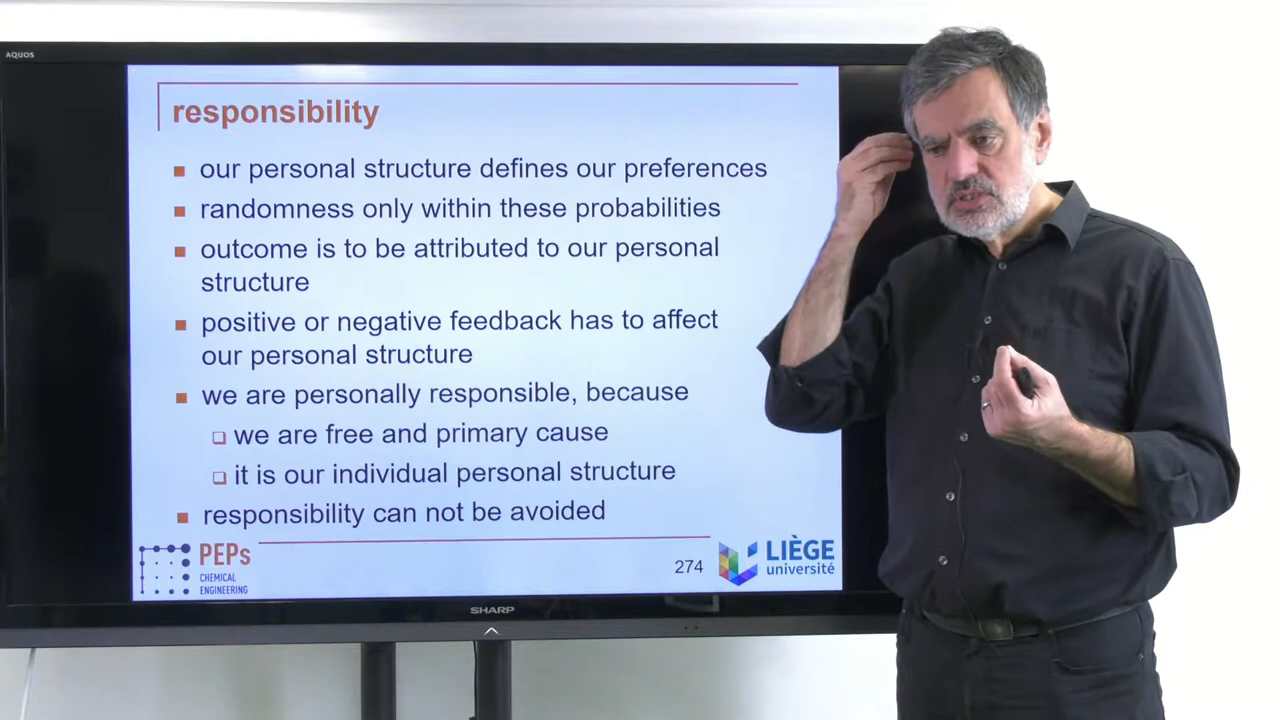 AQUOS
responsibility
our personal structure defines our preferences
randomness only within these probabilities
outcome is to be attributed to our personal
structure
positive or negative feedback has to affect
our personal structure
we are personally responsible, because
we are free and primary cause
it is our individual personal structure
responsibility can not be avoided
PEPs
CHEMICAL
ENGINEERING
274
LIÈGE
université
SHARP